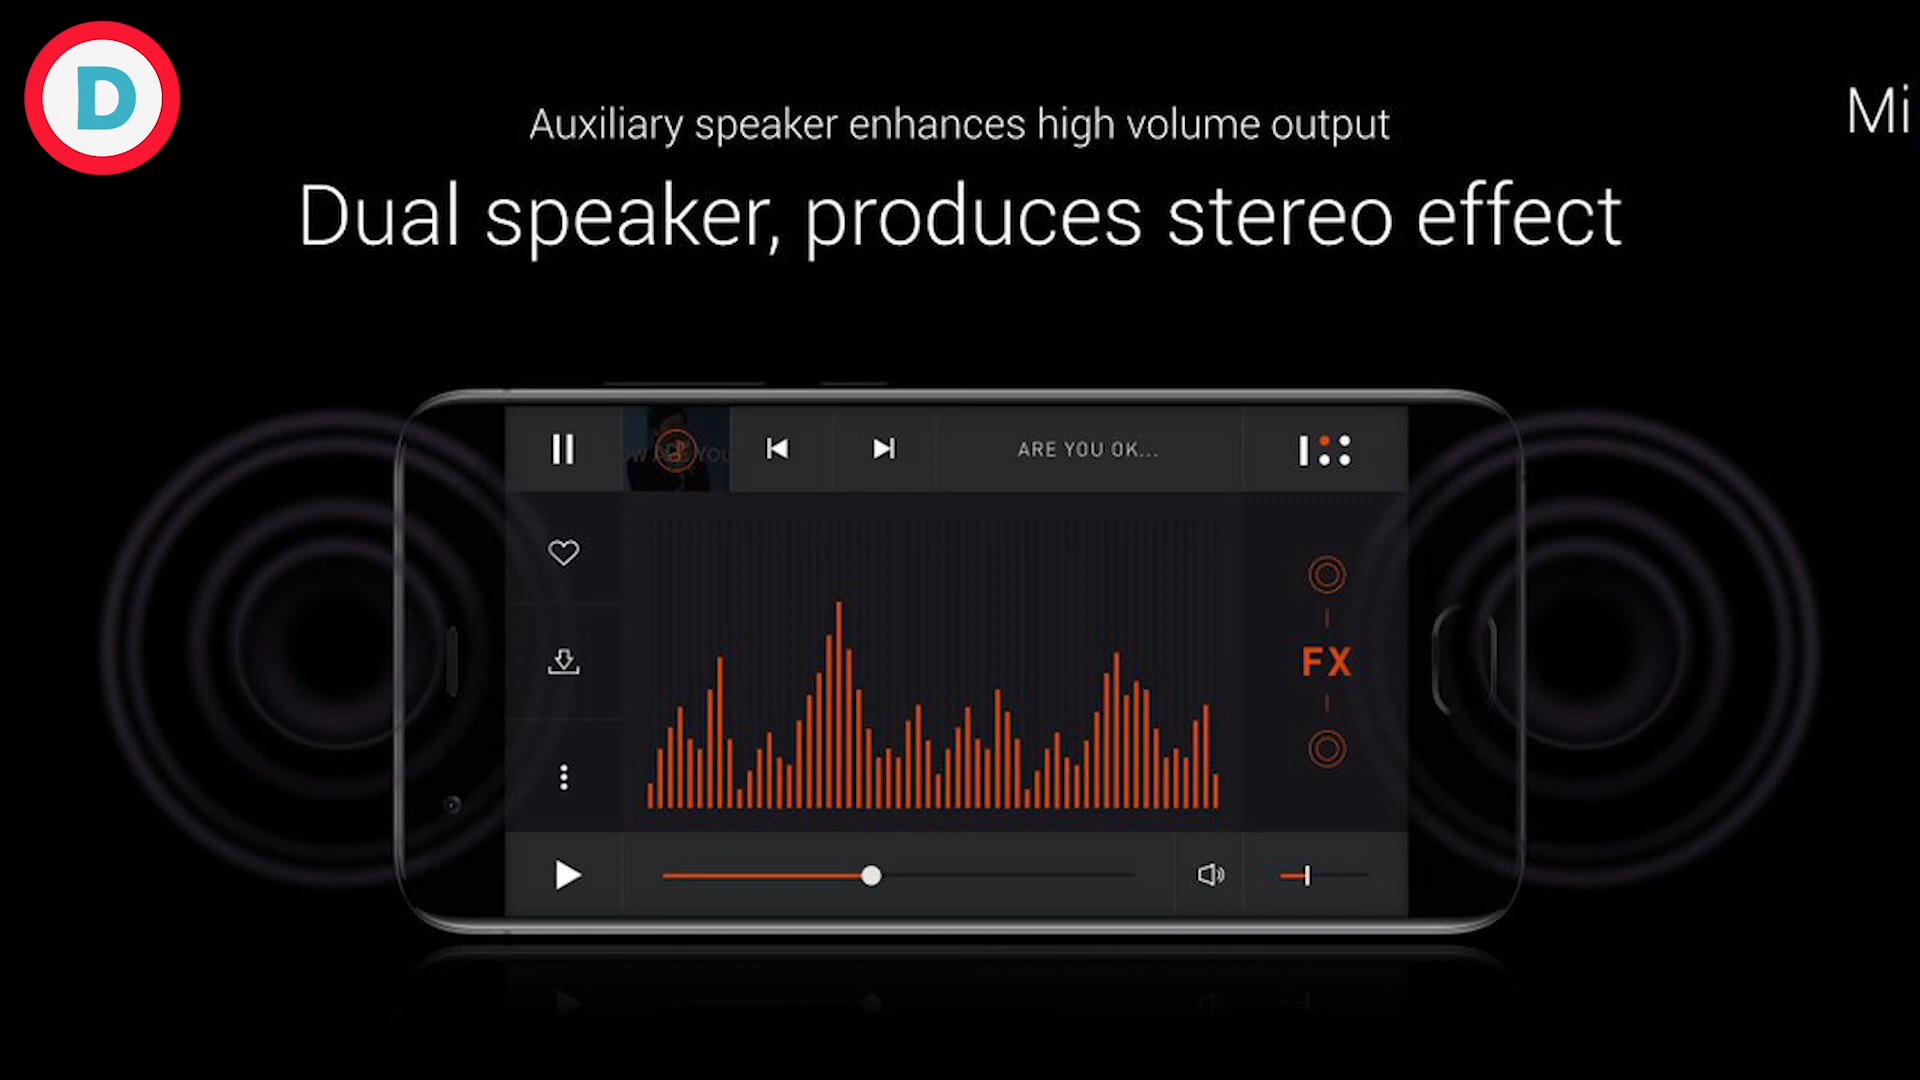 D
Auxiliary speaker enhances high volume output
Mi
Dual speaker, produces stereo effect
ARE YOU OK...
FX